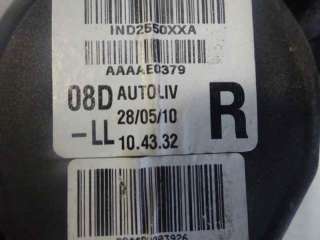 IND2550XXA
AAAAE0379
08D AUTOLIV
28/05/10 R
-LL 10.43.32